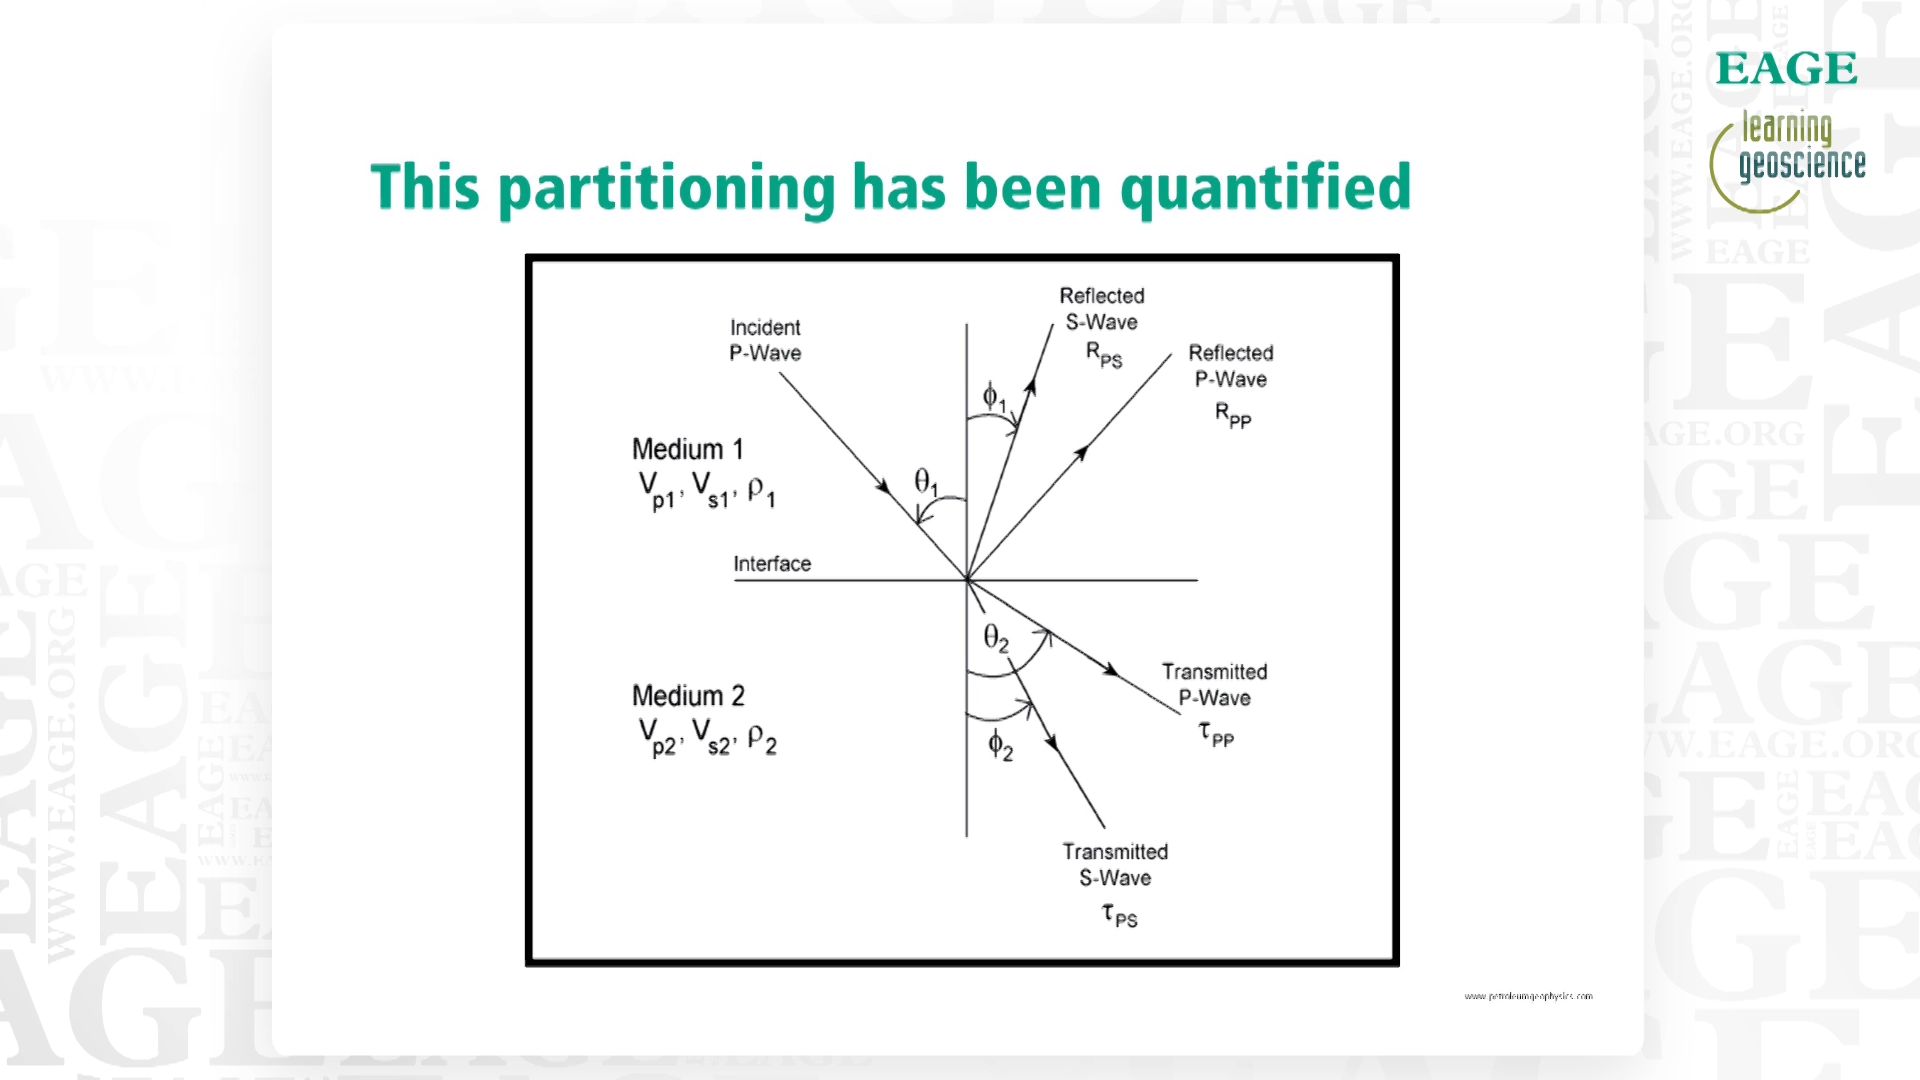 EAGE
learning
geoscience
This partitioning has been quantified
Incident
P-Wave
Reflected
S-Wave
R_PS
Reflected
P-Wave
R_PP
ϕ₁
θ₁
Medium 1
V_p1, V_s1, ρ₁
Interface
θ₂
Medium 2
V_p2, V_s2, ρ₂
ϕ₂
Transmitted
P-Wave
τ_PP
Transmitted
S-Wave
τ_PS
www.petroleumgeophysics.com